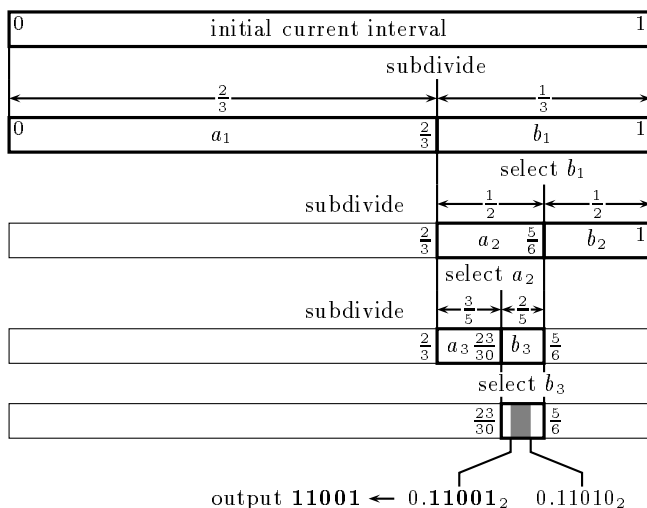 0 initial current interval 1
subdivide
2/3 1/3
0 a₁ 2/3 b₁ 1
select b₁
subdivide 1/2 1/2
2/3 a₂ 5/6 b₂ 1
select a₂
subdivide 3/5 2/5
2/3 a₃ 23/30 b₃ 5/6
select b₃
23/30 5/6
output 11001 ← 0.11001₂ 0.11010₂